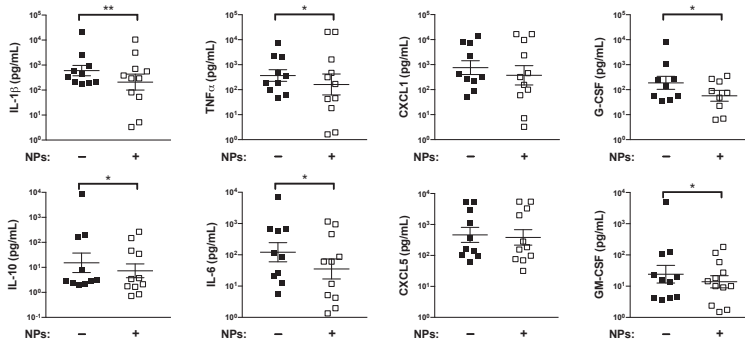 ** * *
IL-1β (pg/mL) TNFα (pg/mL) CXCL1 (pg/mL) G-CSF (pg/mL)
10⁵ 10⁵ 10⁵ 10⁵
10⁴ 10⁴ 10⁴ 10⁴
10³ 10³ 10³ 10³
10² 10² 10² 10²
10¹ 10¹ 10¹ 10¹
10⁰ 10⁰ 10⁰ 10⁰
NPs: − + NPs: − + NPs: − + NPs: − +
* * *
IL-10 (pg/mL) IL-6 (pg/mL) CXCL5 (pg/mL) GM-CSF (pg/mL)
10⁴ 10⁴ 10⁴ 10⁴
10³ 10³ 10³ 10³
10² 10² 10² 10²
10¹ 10¹ 10¹ 10¹
10⁰ 10⁰ 10⁰ 10⁰
10⁻¹
NPs: − + NPs: − + NPs: − + NPs: − +